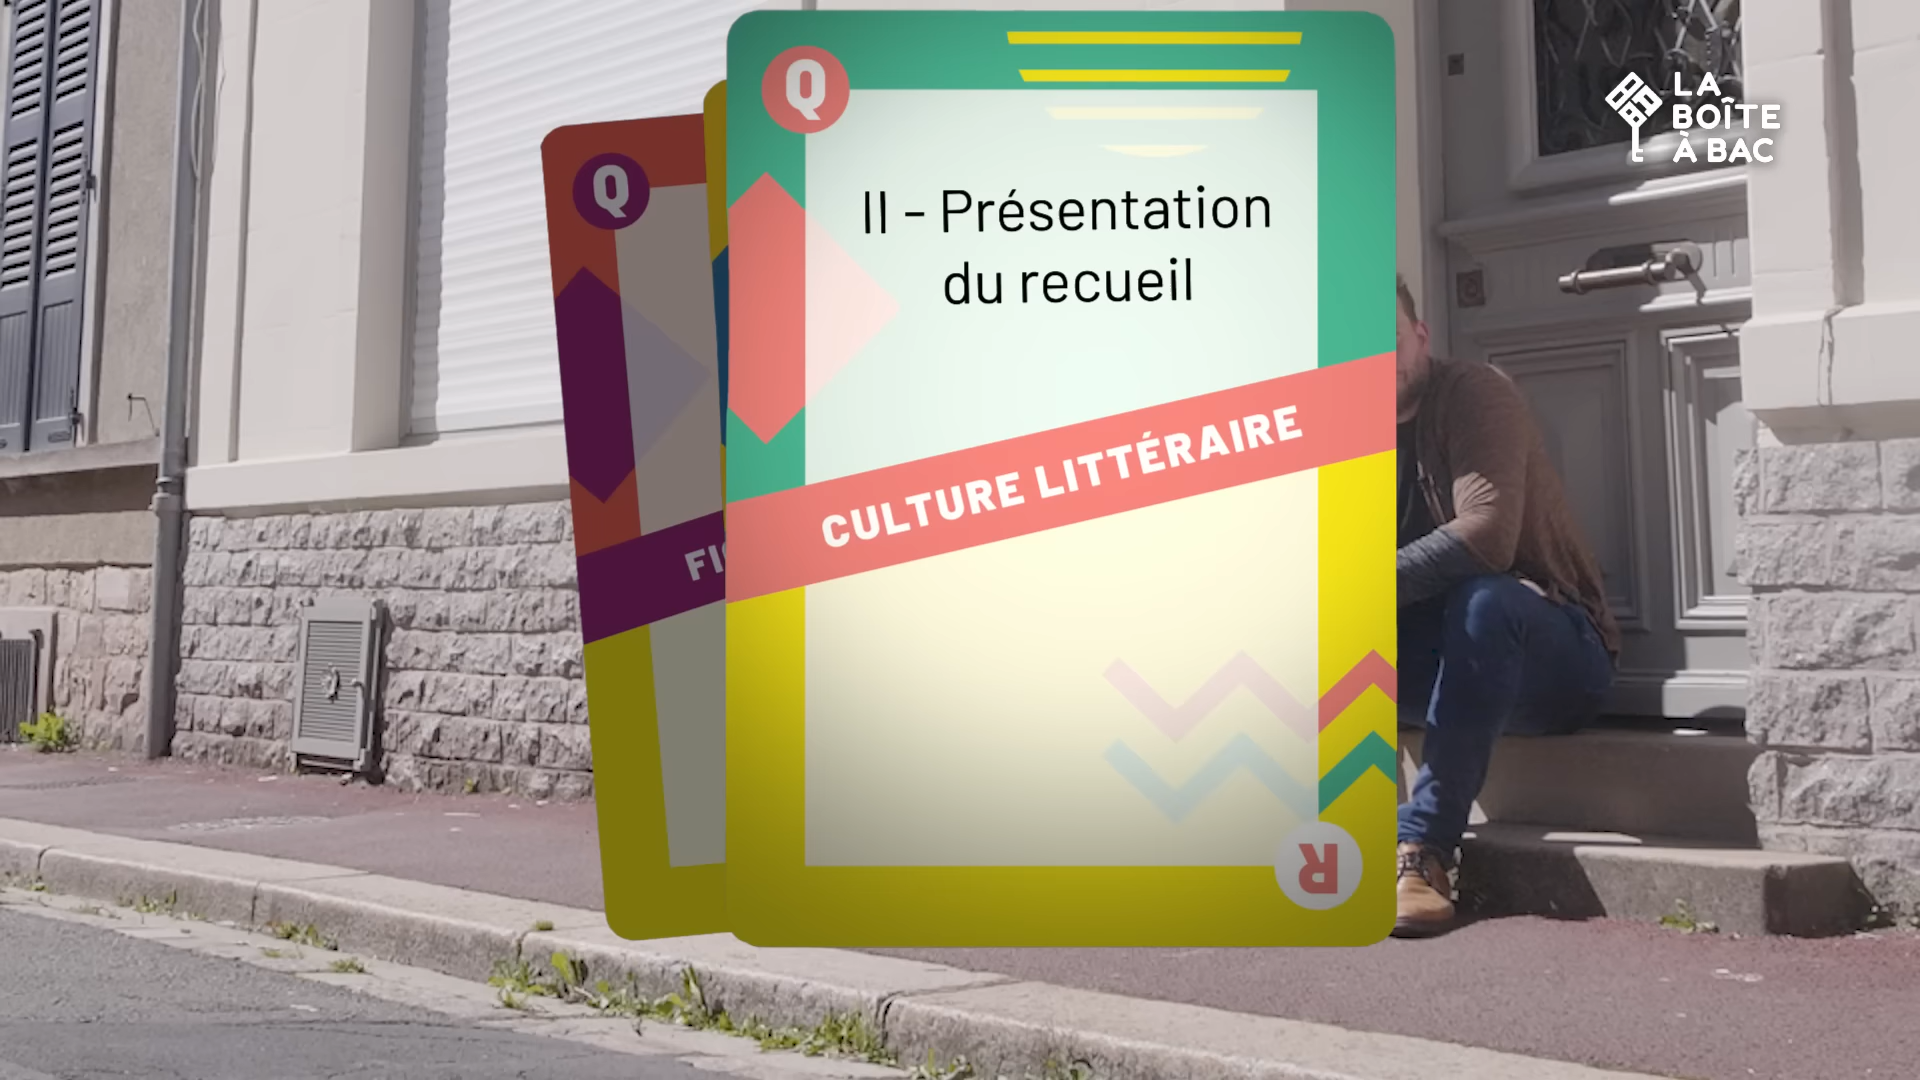 Q
II - Présentation
du recueil
CULTURE LITTÉRAIRE
R
Q
LA
BOÎTE
À BAC